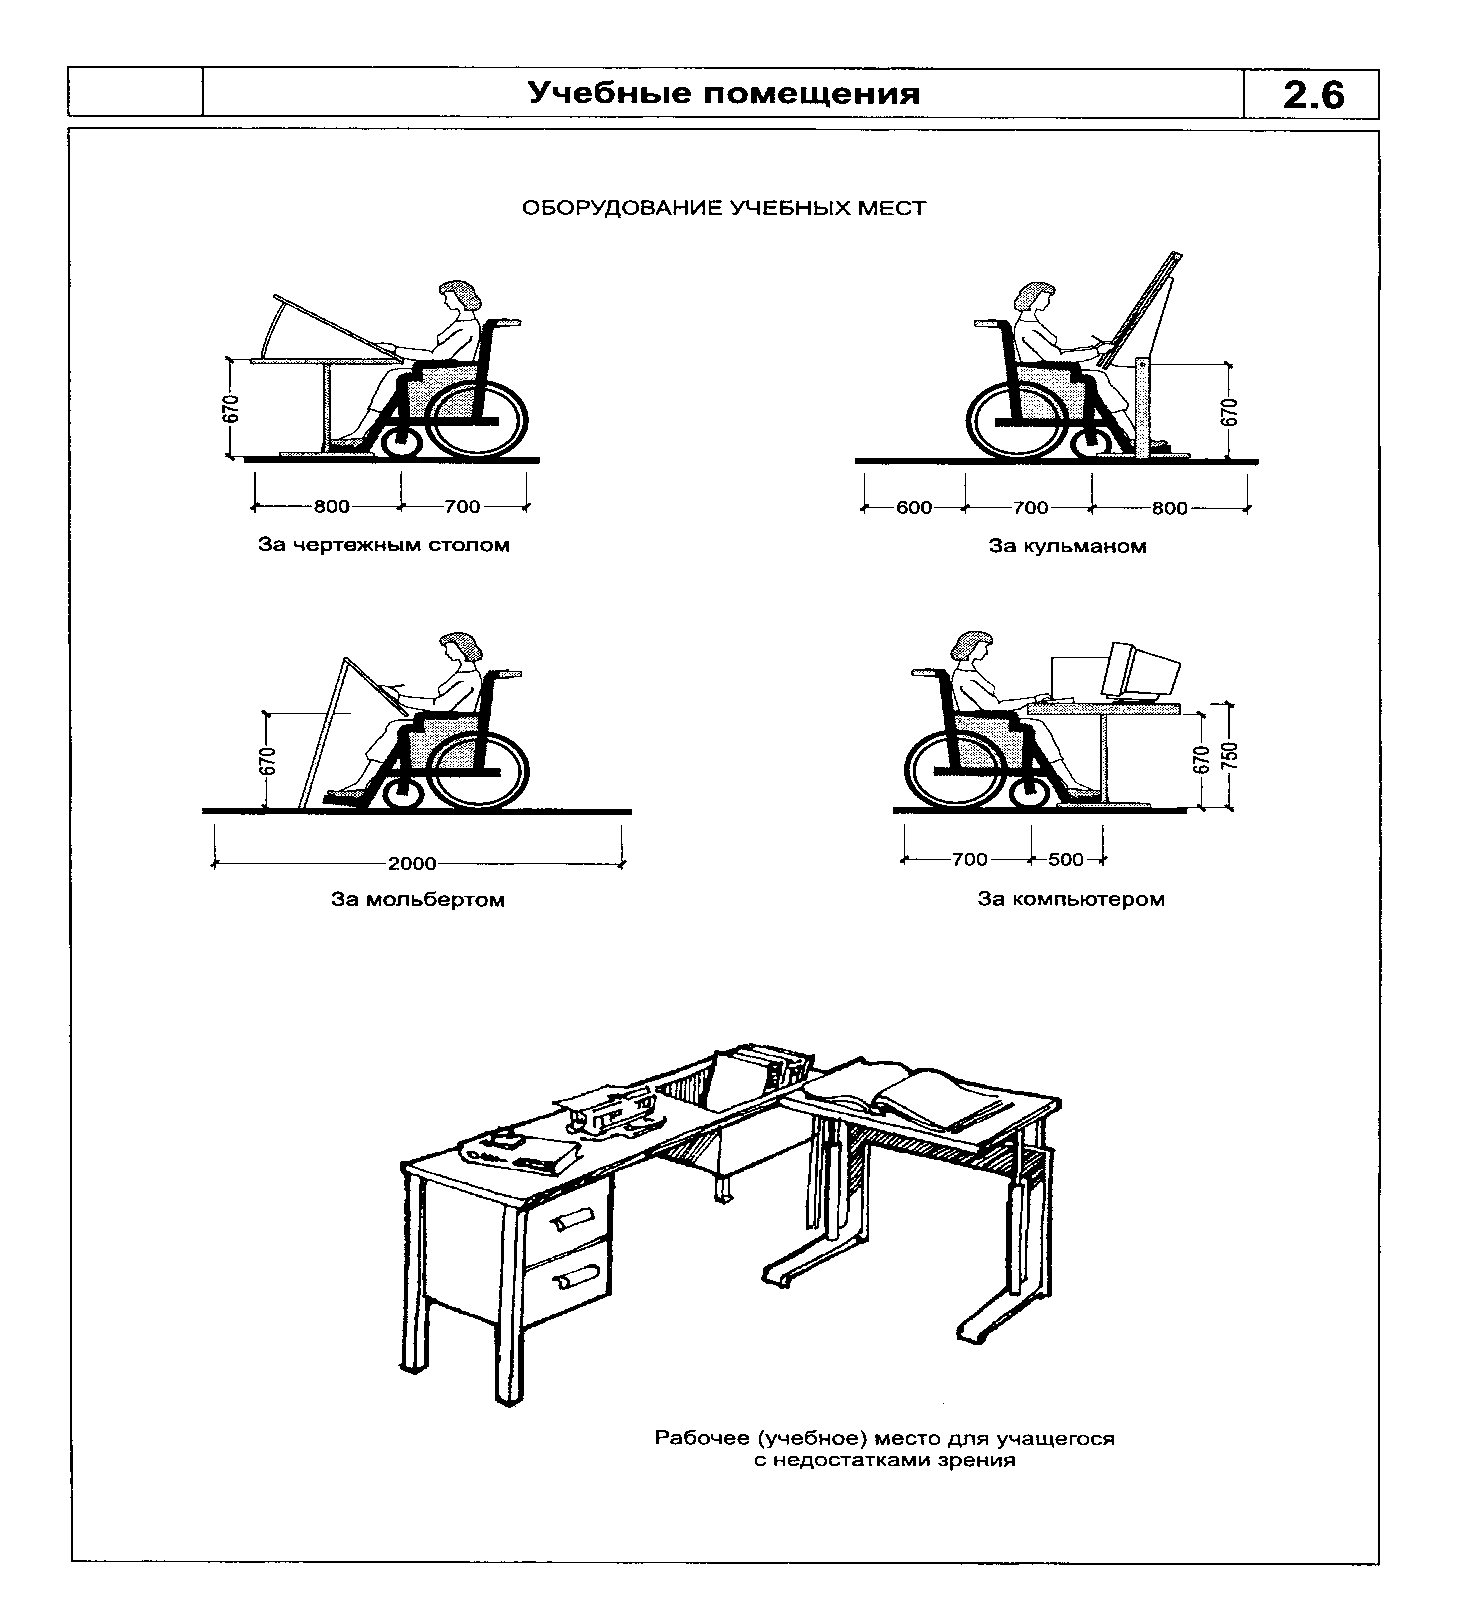 Учебные помещения
2.6
ОБОРУДОВАНИЕ УЧЕБНЫХ МЕСТ
670
800
700
За чертежным столом
670
600
700
800
За кульманом
670
2000
За мольбертом
670
750
700
500
За компьютером
Рабочее (учебное) место для учащегося
с недостатками зрения